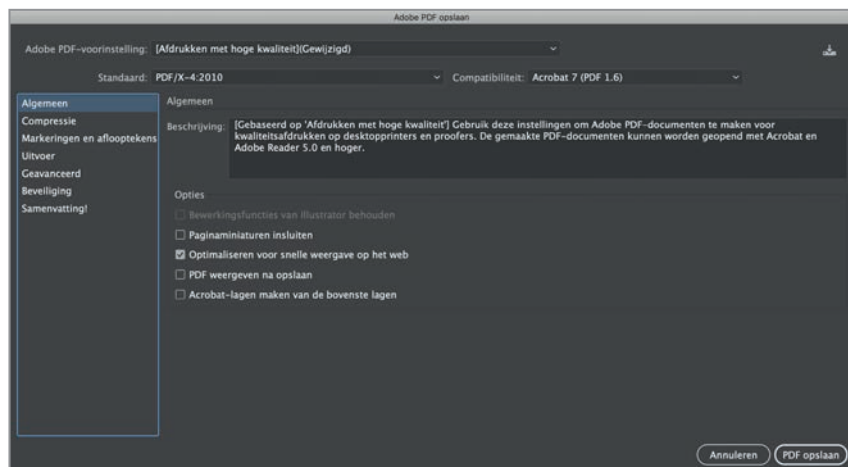 Adobe PDF opslaan
Adobe PDF-voorinstelling: [Afdrukken met hoge kwaliteit](Gewijzigd)
Standaard: PDF/X-4:2010 Compatibiliteit: Acrobat 7 (PDF 1.6)
Algemeen
Compressie
Markeringen en aflooptekens
Uitvoer
Geavanceerd
Beveiliging
Samenvatting!
Algemeen
Beschrijving: [Gebaseerd op 'Afdrukken met hoge kwaliteit'] Gebruik deze instellingen om Adobe PDF-documenten te maken voor
kwaliteitsafdrukken op desktopprinters en proofers. De gemaakte PDF-documenten kunnen worden geopend met Acrobat en
Adobe Reader 5.0 en hoger.
Opties
Bewerkingsfuncties van Illustrator behouden
Paginaminiaturen insluiten
Optimaliseren voor snelle weergave op het web
PDF weergeven na opslaan
Acrobat-lagen maken van de bovenste lagen
Annuleren PDF opslaan